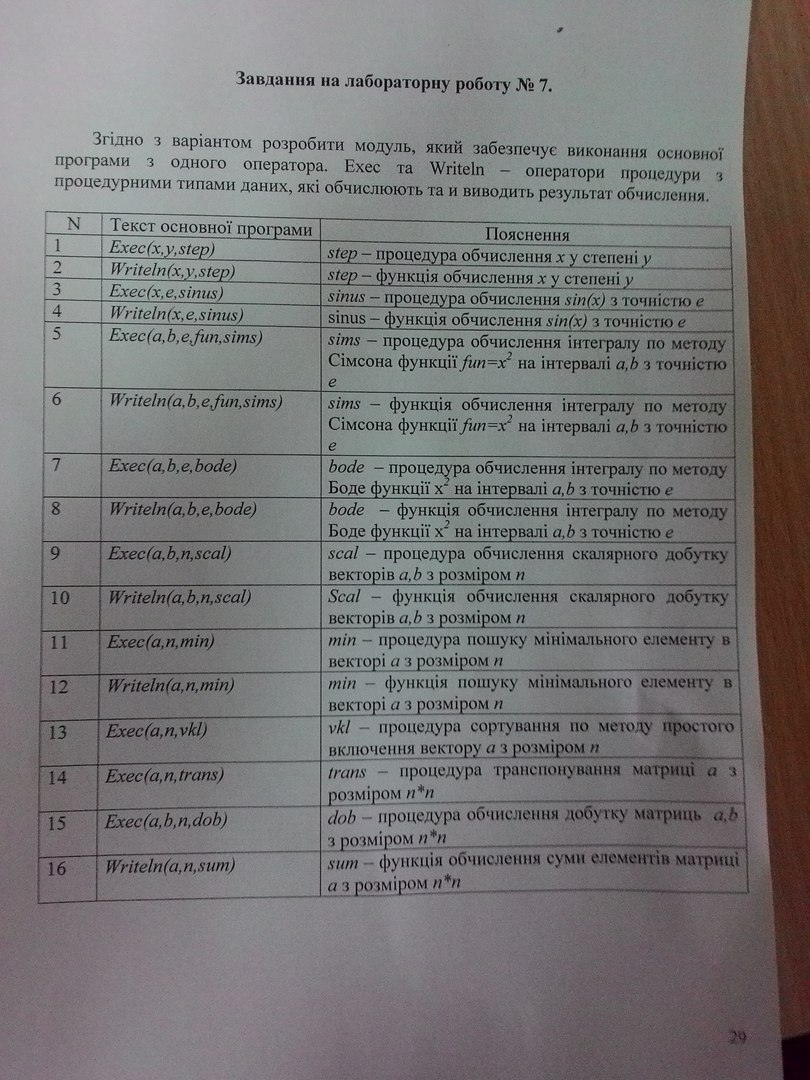 Завдання на лабораторну роботу № 7.
Згідно з варіантом розробити модуль, який забезпечує виконання основної
програми з одного оператора. Exec та Writeln – оператори процедури з
процедурними типами даних, які обчислюють та и виводить результат обчислення.
N Текст основної програми Пояснення
1 Exec(x,y,step) step – процедура обчислення x у степені y
2 Writeln(x,y,step) step – функція обчислення x у степені y
3 Exec(x,e,sinus) sinus – процедура обчислення sin(x) з точністю e
4 Writeln(x,e,sinus) sinus – функція обчислення sin(x) з точністю e
5 Exec(a,b,e,fun,sims) sims – процедура обчислення інтегралу по методу
Сімсона функції fun=x² на інтервалі a,b з точністю
e
6 Writeln(a,b,e,fun,sims) sims – функція обчислення інтегралу по методу
Сімсона функції fun=x² на інтервалі a,b з точністю
e
7 Exec(a,b,e,bode) bode – процедура обчислення інтегралу по методу
Боде функції x² на інтервалі a,b з точністю e
8 Writeln(a,b,e,bode) bode – функція обчислення інтегралу по методу
Боде функції x² на інтервалі a,b з точністю e
9 Exec(a,b,n,scal) scal – процедура обчислення скалярного добутку
векторів a,b з розміром n
10 Writeln(a,b,n,scal) Scal – функція обчислення скалярного добутку
векторів a,b з розміром n
11 Exec(a,n,min) min – процедура пошуку мінімального елементу в
векторі a з розміром n
12 Writeln(a,n,min) min – функція пошуку мінімального елементу в
векторі a з розміром n
13 Exec(a,n,vkl) vkl – процедура сортування по методу простого
включення вектору a з розміром n
14 Exec(a,n,trans) trans – процедура транспонування матриці a з
розміром n*n
15 Exec(a,b,n,dob) dob – процедура обчислення добутку матриць a,b
з розміром n*n
16 Writeln(a,n,sum) sum – функція обчислення суми елементів матриці
a з розміром n*n
29